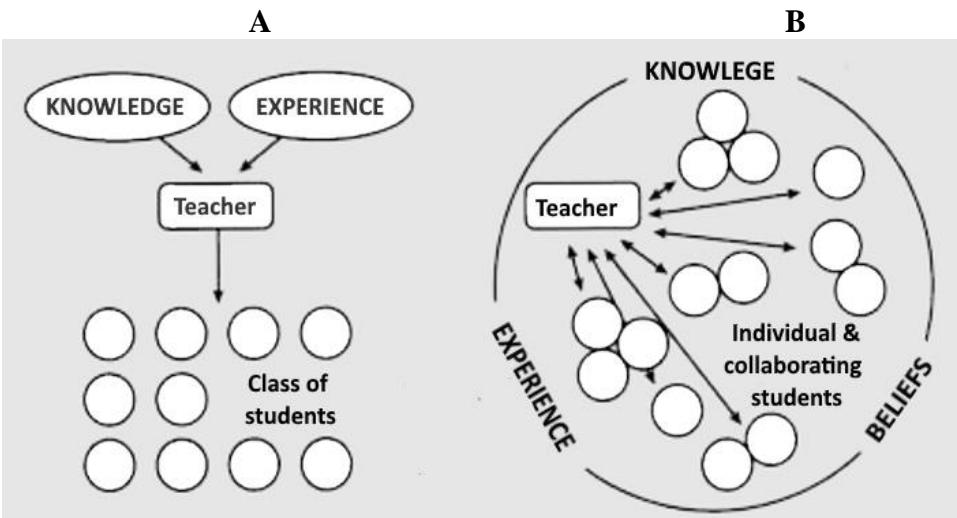 A
B
KNOWLEDGE
EXPERIENCE
Teacher
Class of
students
KNOWLEGE
Teacher
Individual &
collaborating
students
EXPERIENCE
BELIEFS